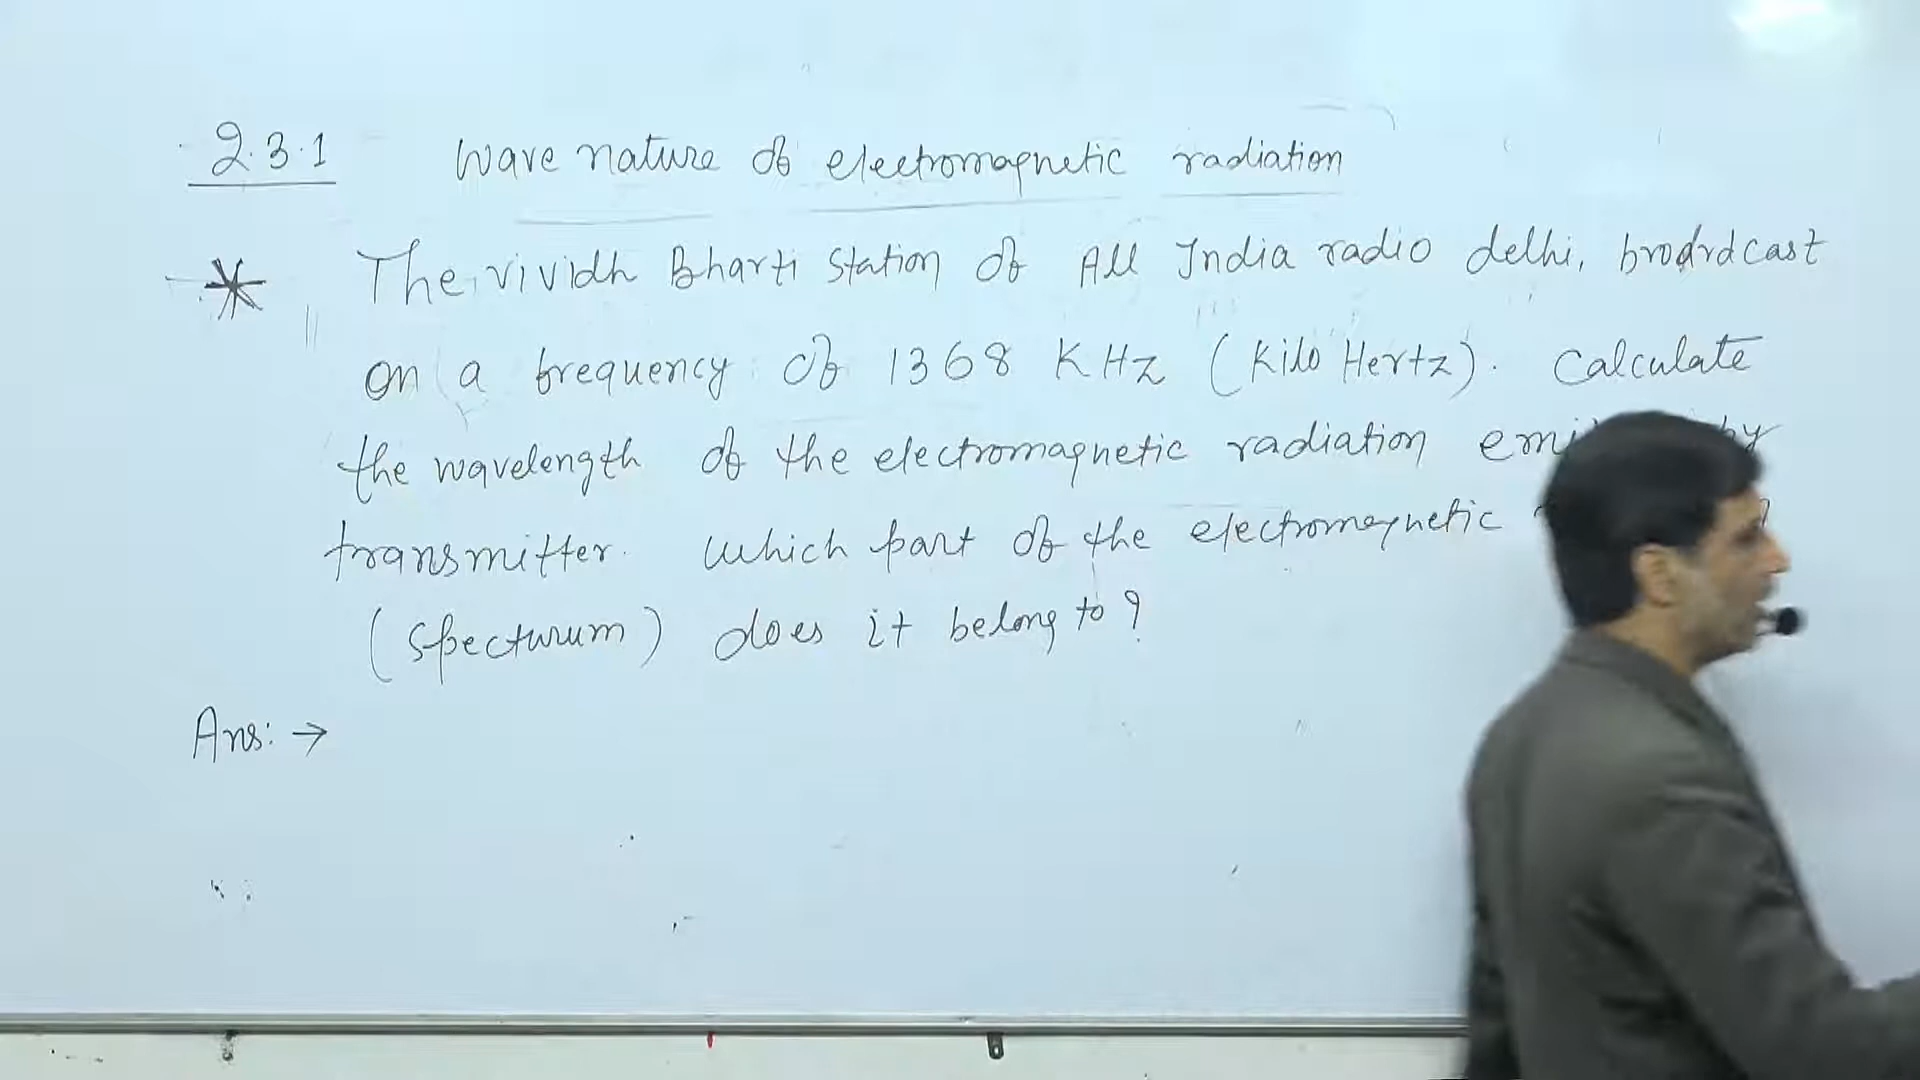 2.3.1 Wave nature of electromagnetic radiation
* The vividh Bharti Station of All India radio delhi, brodrdcast
on a frequency of 1368 KHz (Kilo Hertz). Calculate
the wavelength of the electromagnetic radiation
transmitter. Which part of the electromegnetic
(Specturum) does it belong to?
Ans: →